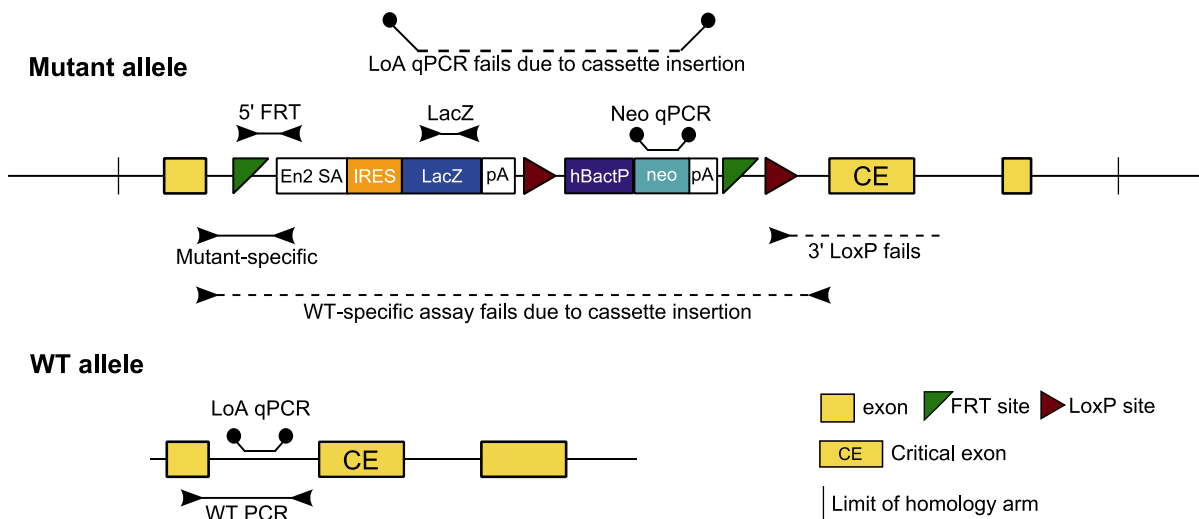 Mutant allele
LoA qPCR fails due to cassette insertion
5' FRT
LacZ
Neo qPCR
En2 SA
IRES
LacZ
pA
hBactP
neo
pA
CE
Mutant-specific
3' LoxP fails
WT-specific assay fails due to cassette insertion
WT allele
LoA qPCR
CE
WT PCR
exon
FRT site
LoxP site
CE
Critical exon
Limit of homology arm